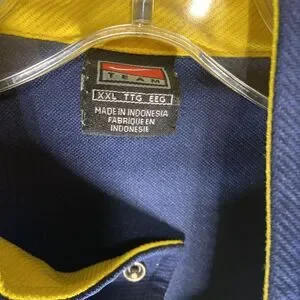 TEAM
XXL TTG EEG
MADE IN INDONESIA
FABRIQUE EN
INDONESIE